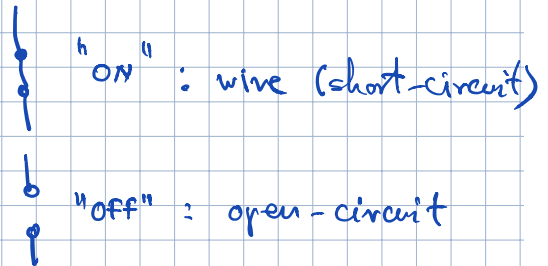 "ON" : wire (short-circuit)
"OFF" : open-circuit